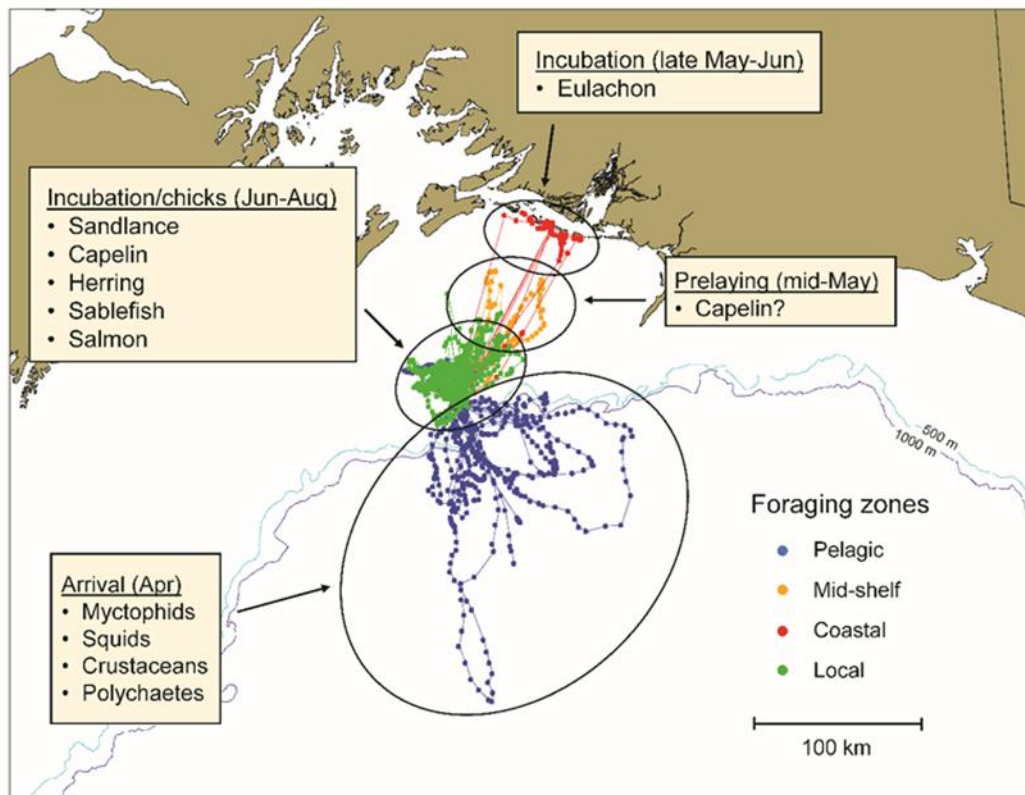 Incubation (late May-Jun)
• Eulachon
Incubation/chicks (Jun-Aug)
• Sandlance
• Capelin
• Herring
• Sablefish
• Salmon
Prelaying (mid-May)
• Capelin?
500 m
1000 m
Arrival (Apr)
• Myctophids
• Squids
• Crustaceans
• Polychaetes
Foraging zones
Pelagic
Mid-shelf
Coastal
Local
100 km